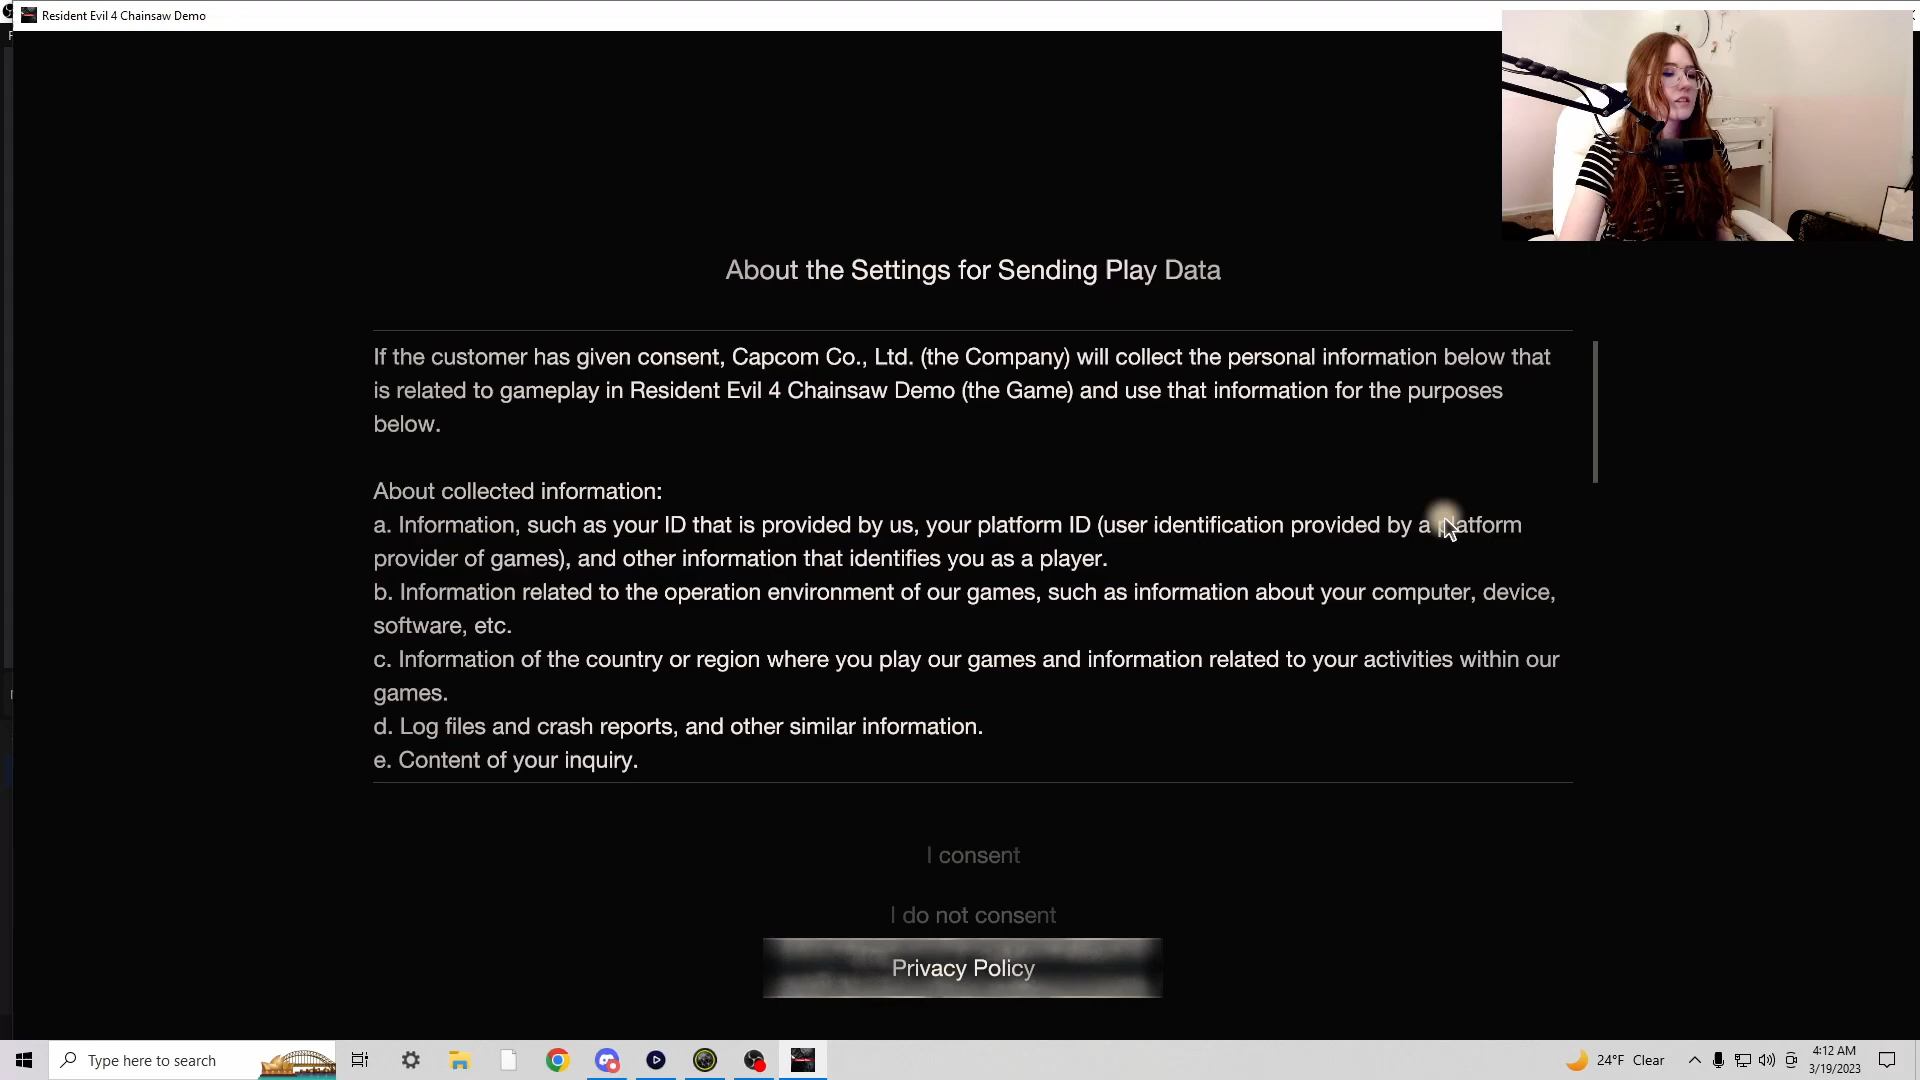 Resident Evil 4 Chainsaw Demo
About the Settings for Sending Play Data
If the customer has given consent, Capcom Co., Ltd. (the Company) will collect the personal information below that
is related to gameplay in Resident Evil 4 Chainsaw Demo (the Game) and use that information for the purposes
below.
About collected information:
a. Information, such as your ID that is provided by us, your platform ID (user identification provided by a platform
provider of games), and other information that identifies you as a player.
b. Information related to the operation environment of our games, such as information about your computer, device,
software, etc.
c. Information of the country or region where you play our games and information related to your activities within our
games.
d. Log files and crash reports, and other similar information.
e. Content of your inquiry.
I consent
I do not consent
Privacy Policy
Type here to search
24°F Clear
4:12 AM
3/19/2023